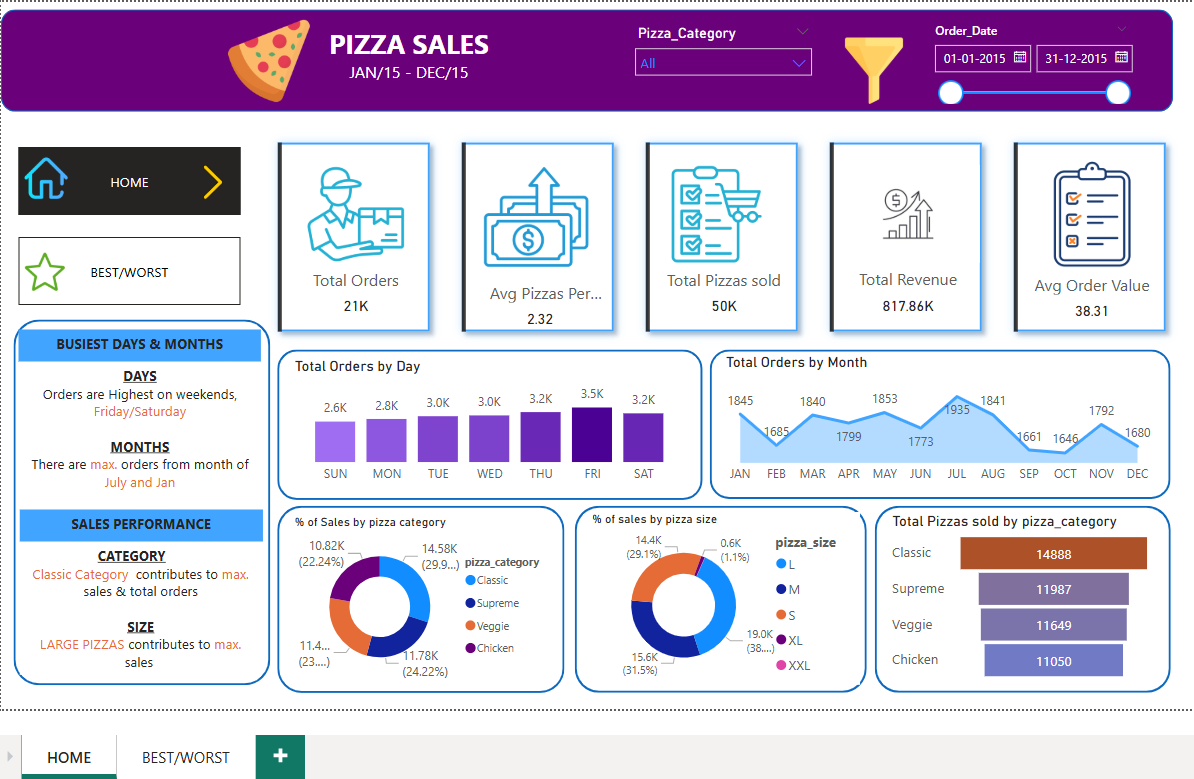 PIZZA SALES
JAN/15 - DEC/15
Pizza_Category
All
Order_Date
01-01-2015
31-12-2015
HOME
BEST/WORST
BUSIEST DAYS & MONTHS
DAYS
Orders are Highest on weekends,
Friday/Saturday
MONTHS
There are max. orders from month of
July and Jan
SALES PERFORMANCE
CATEGORY
Classic Category contributes to max.
sales & total orders
SIZE
LARGE PIZZAS contributes to max.
sales
Total Orders
21K
Avg Pizzas Per...
2.32
Total Pizzas sold
50K
Total Revenue
817.86K
Avg Order Value
38.31
Total Orders by Day
2.6K 2.8K 3.0K 3.0K 3.2K 3.5K 3.2K
SUN MON TUE WED THU FRI SAT
Total Orders by Month
1845 1685 1840 1799 1853 1773 1935 1841 1661 1646 1792 1680
JAN FEB MAR APR MAY JUN JUL AUG SEP OCT NOV DEC
% of Sales by pizza category
10.82K
(22.24%)
14.58K
(29.9...)
11.4...
(23....)
11.78K
(24.22%)
pizza_category
Classic
Supreme
Veggie
Chicken
% of sales by pizza size
14.4K
(29.1%)
0.6K
(1.1%)
15.6K
(31.5%)
19.0K
(38....)
pizza_size
L
M
S
XL
XXL
Total Pizzas sold by pizza_category
Classic 14888
Supreme 11987
Veggie 11649
Chicken 11050
HOME
BEST/WORST
+